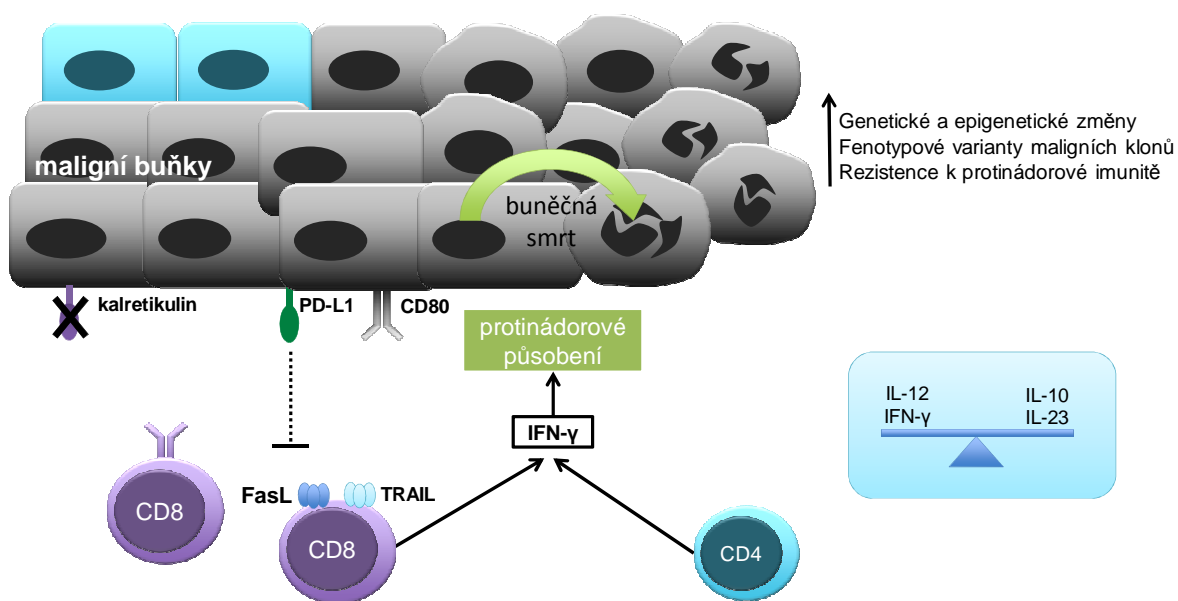 Genetické a epigenetické změny
Fenotypové varianty maligních klonů
Rezistence k protinádorové imunitě
maligní buňky
buněčná
smrt
kalretikulin
PD-L1
CD80
protinádorové
působení
IL-12
IFN-γ
IL-10
IL-23
IFN-γ
FasL
TRAIL
CD8
CD8
CD4